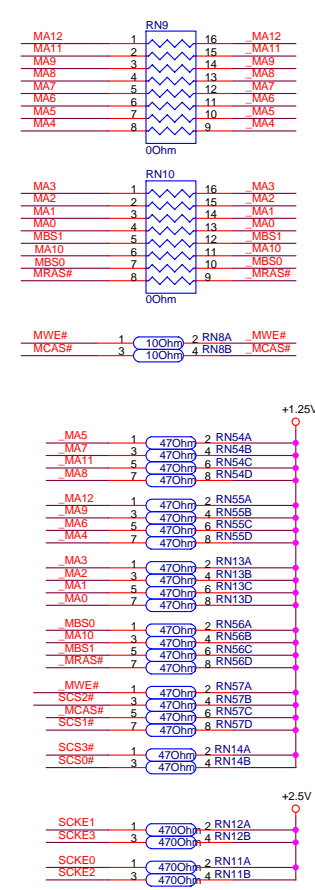 RN9
MA12 1 16 _MA12
MA11 2 15 _MA11
MA9 3 14 _MA9
MA8 4 13 _MA8
MA7 5 12 _MA7
MA6 6 11 _MA6
MA5 7 10 _MA5
MA4 8 9 _MA4
0Ohm
RN10
MA3 1 16 _MA3
MA2 2 15 _MA2
MA1 3 14 _MA1
MA0 4 13 _MA0
MBS1 5 12 _MBS1
MA10 6 11 _MA10
MBS0 7 10 _MBS0
MRAS# 8 9 _MRAS#
0Ohm
MWE# 1 10Ohm 2 RN8A _MWE#
MCAS# 3 10Ohm 4 RN8B _MCAS#
+1.25V
_MA5 1 47Ohm 2 RN54A
_MA7 3 47Ohm 4 RN54B
_MA11 5 47Ohm 6 RN54C
_MA8 7 47Ohm 8 RN54D
_MA12 1 47Ohm 2 RN55A
_MA9 3 47Ohm 4 RN55B
_MA6 5 47Ohm 6 RN55C
_MA4 7 47Ohm 8 RN55D
_MA3 1 47Ohm 2 RN13A
_MA2 3 47Ohm 4 RN13B
_MA1 5 47Ohm 6 RN13C
_MA0 7 47Ohm 8 RN13D
_MBS0 1 47Ohm 2 RN56A
_MA10 3 47Ohm 4 RN56B
_MBS1 5 47Ohm 6 RN56C
_MRAS# 7 47Ohm 8 RN56D
_MWE# 1 47Ohm 2 RN57A
SCS2# 3 47Ohm 4 RN57B
_MCAS# 5 47Ohm 6 RN57C
SCS1# 7 47Ohm 8 RN57D
SCS3# 1 47Ohm 2 RN14A
SCS0# 3 47Ohm 4 RN14B
+2.5V
SCKE1 1 470Ohm 2 RN12A
SCKE3 3 470Ohm 4 RN12B
SCKE0 1 470Ohm 2 RN11A
SCKE2 3 470Ohm 4 RN11B